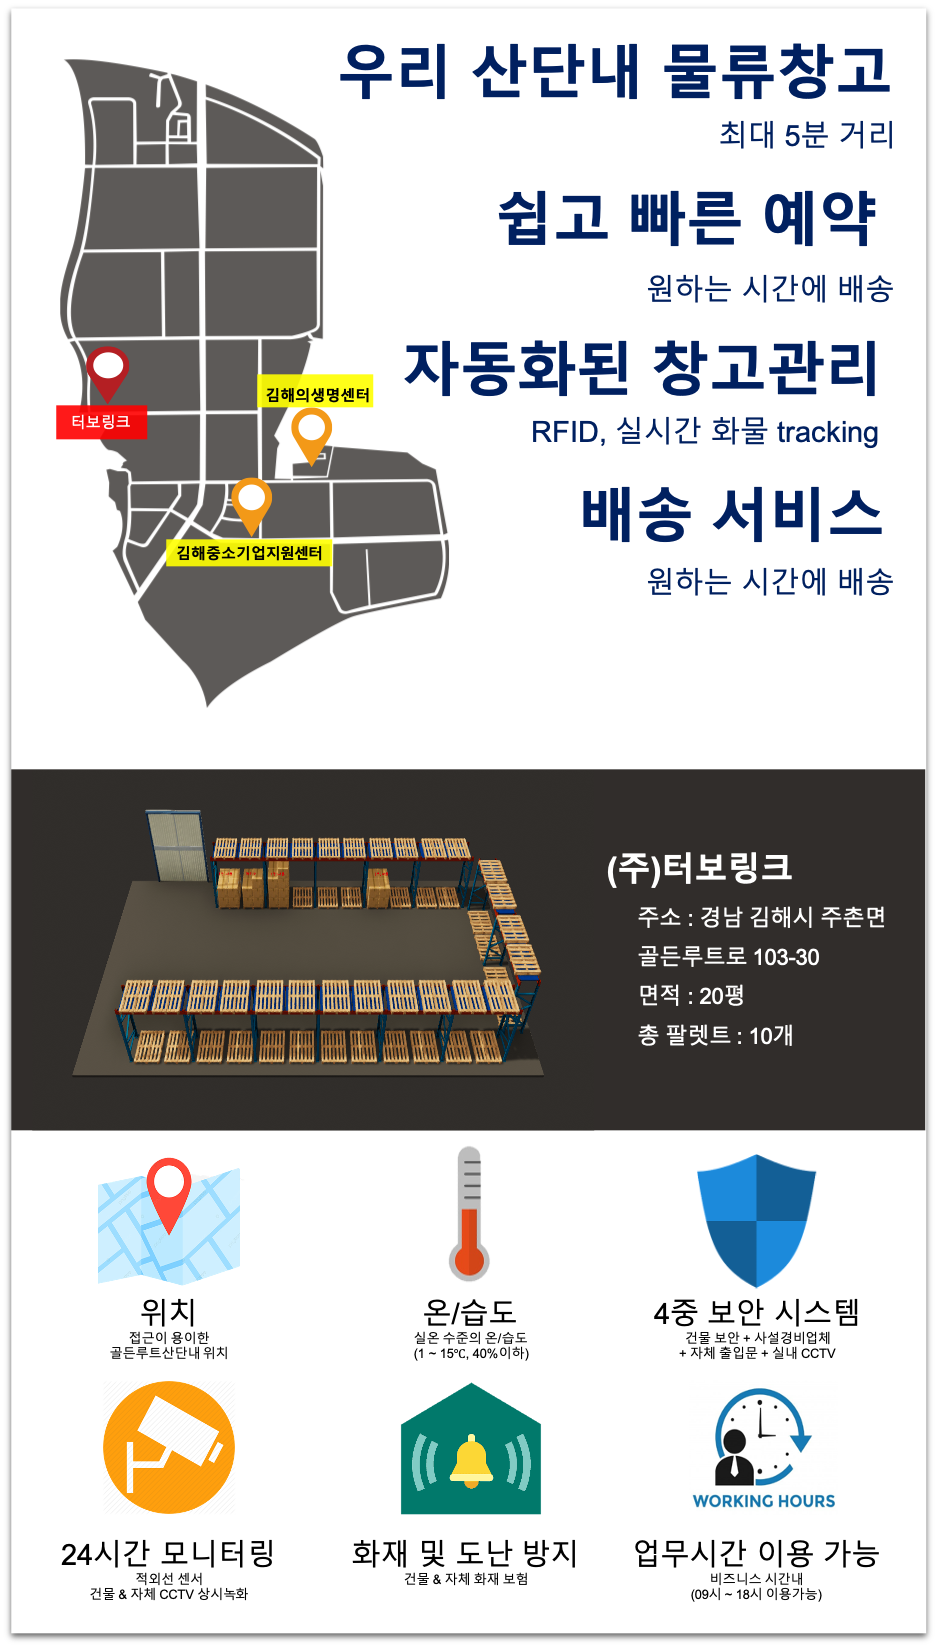 우리 산단내 물류창고
최대 5분 거리
쉽고 빠른 예약
원하는 시간에 배송
자동화된 창고관리
RFID, 실시간 화물 tracking
배송 서비스
원하는 시간에 배송
터보링크
김해의생명센터
김해중소기업지원센터
(주)터보링크
주소 : 경남 김해시 주촌면
골든루트로 103-30
면적 : 20평
총 팔렛트 : 10개
위치
접근이 용이한
골든루트산단내 위치
온/습도
실온 수준의 온/습도
(1 ~ 15℃, 40%이하)
4중 보안 시스템
건물 보안 + 사설경비업체
+ 자체 출입문 + 실내 CCTV
24시간 모니터링
적외선 센서
건물 & 자체 CCTV 상시녹화
화재 및 도난 방지
건물 & 자체 화재 보험
WORKING HOURS
업무시간 이용 가능
비즈니스 시간내
(09시 ~ 18시 이용가능)